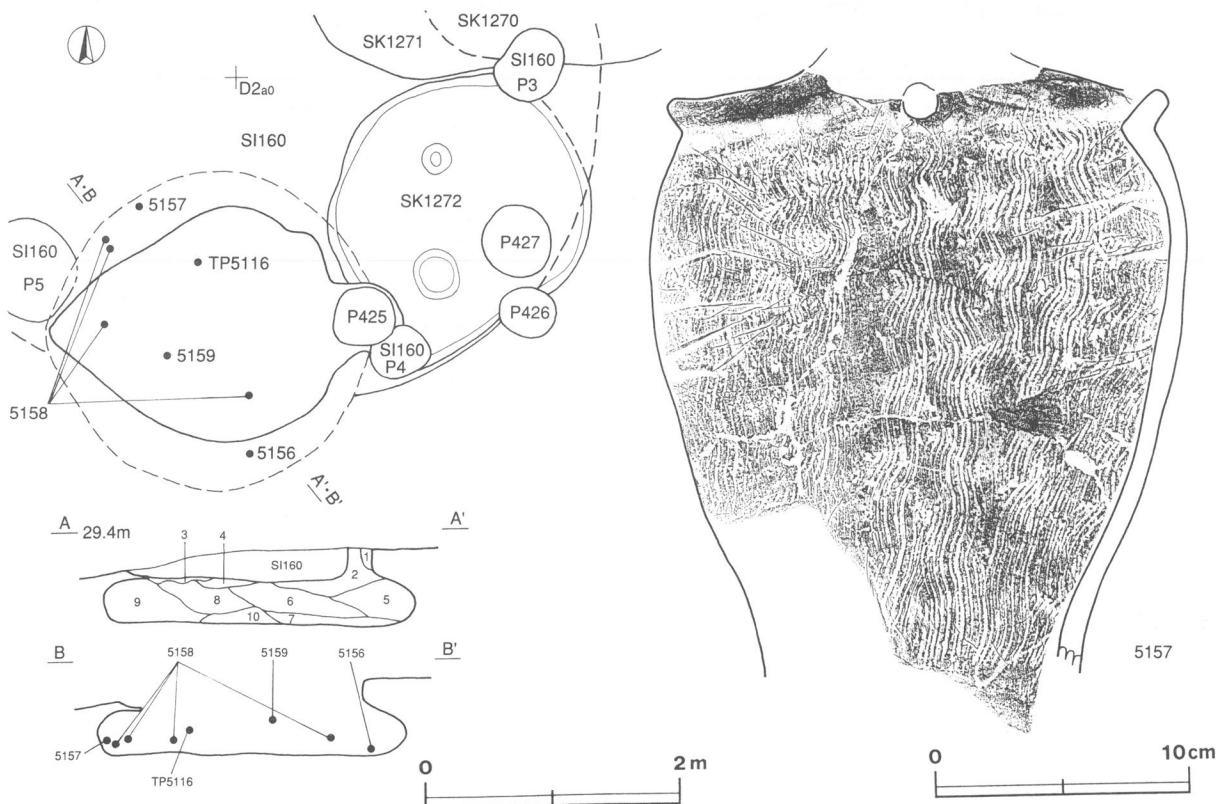 SK1270
SK1271
SI160
P3
D2a0
SI160
A・B
5157
SK1272
SI160
P5
TP5116
P427
P425
P426
SI160
P4
5159
5158
5156
A'・B'
A 29.4m
A'
3
4
SI160
1
2
9
8
6
5
10
7
B
5158
5159
5156
B'
5157
TP5116
0
2m
5157
0
10cm